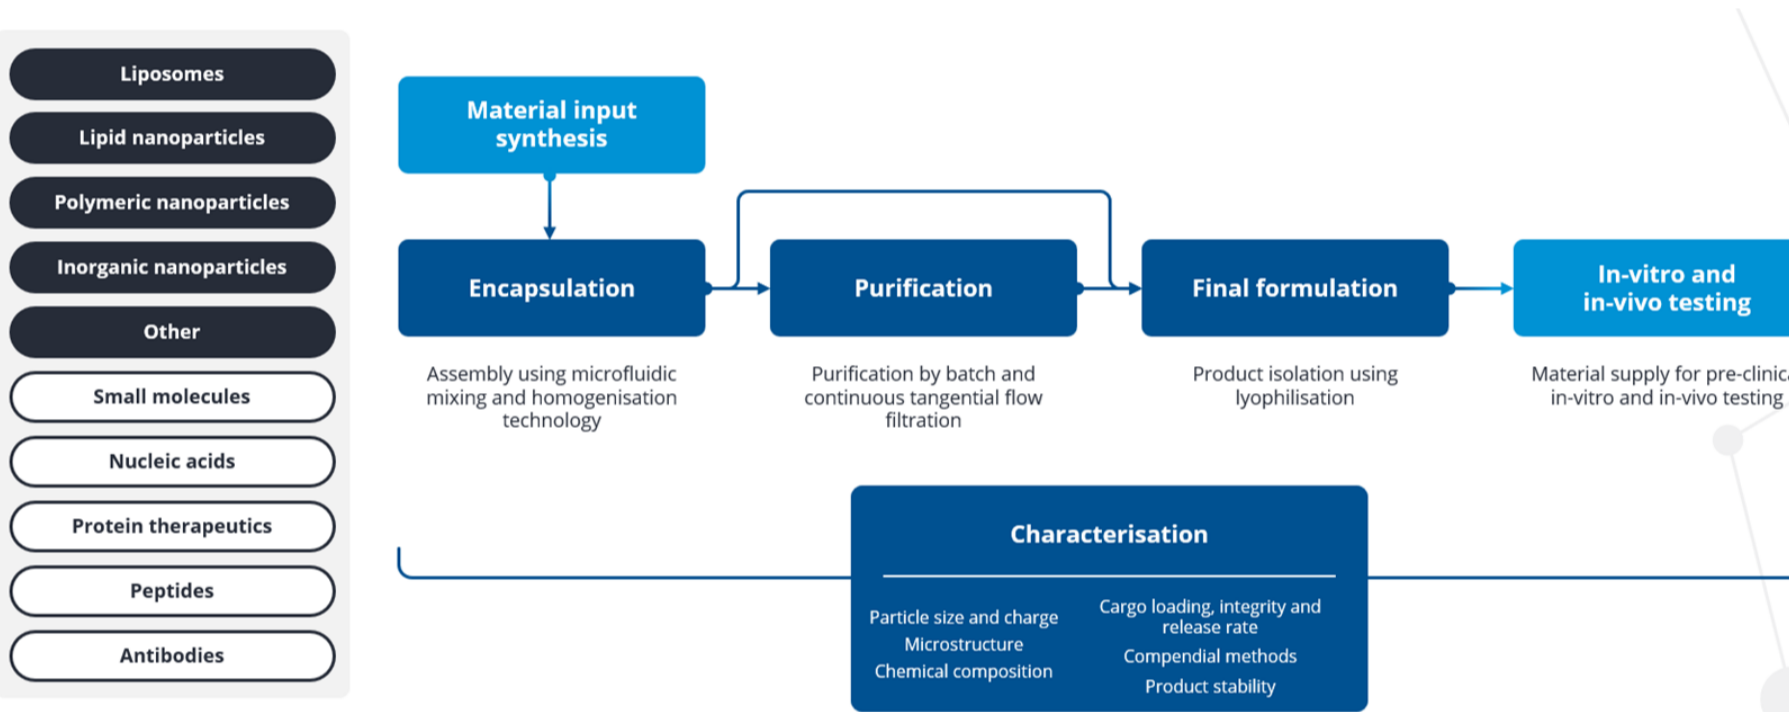 Liposomes
Lipid nanoparticles
Polymeric nanoparticles
Inorganic nanoparticles
Other
Small molecules
Nucleic acids
Protein therapeutics
Peptides
Antibodies
Material input
synthesis
Encapsulation
Assembly using microfluidic
mixing and homogenisation
technology
Purification
Purification by batch and
continuous tangential flow
filtration
Final formulation
Product isolation using
lyophilisation
In-vitro and
in-vivo testing
Material supply for
in-vitro and in-vivo testing
Characterisation
Particle size and charge
Microstructure
Chemical composition
Cargo loading, integrity and
release rate
Compendial methods
Product stability